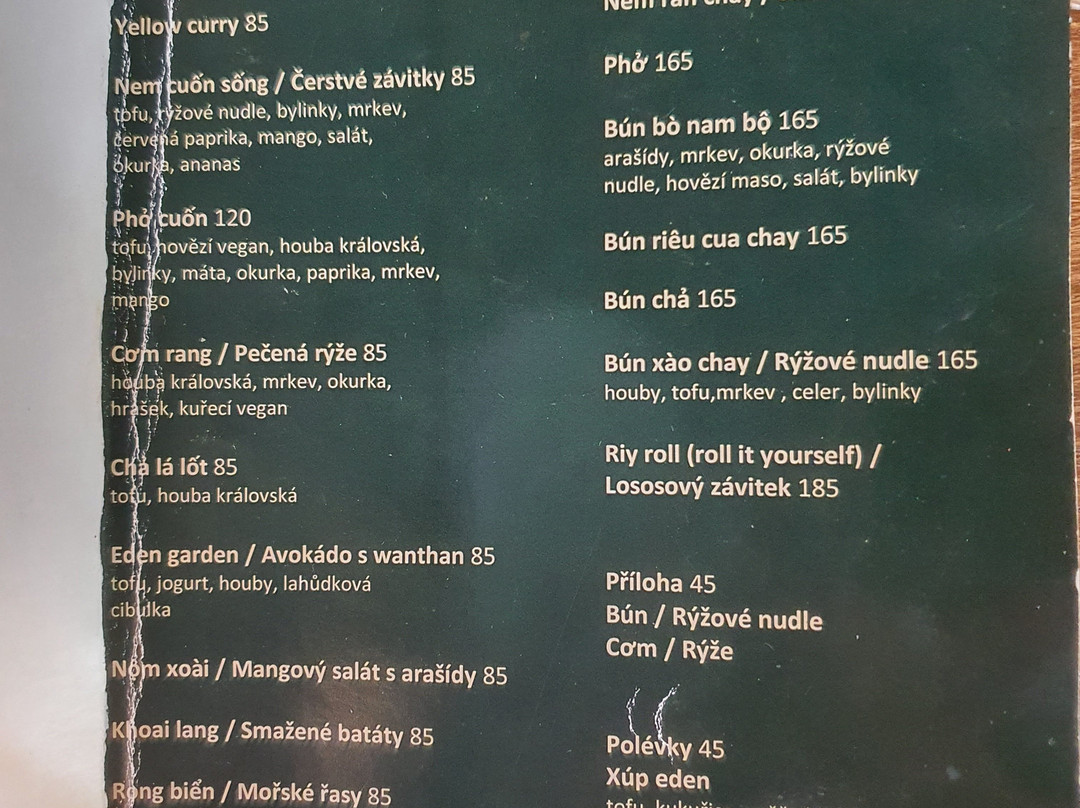 Yellow curry 85
Nem cuốn sống / Čerstvé závitky 85
tofu, rýžové nudle, bylinky, mrkev,
červená paprika, mango, salát,
okurka, ananas
Phở cuốn 120
tofu, hovězí vegan, houba královská,
bylinky, máta, okurka, paprika, mrkev,
mango
Cơm rang / Pečená rýže 85
houba královská, mrkev, okurka,
hrášek, kuřecí vegan
Chả lá lốt 85
tofu, houba královská
Eden garden / Avokádo s wanthan 85
tofu, jogurt, houby, lahůdková
cibulka
Nộm xoài / Mangový salát s arašídy 85
Khoai lang / Smažené batáty 85
Rong biển / Mořské řasy 85
Nem rán chay /
Phở 165
Bún bò nam bộ 165
arašídy, mrkev, okurka, rýžové
nudle, hovězí maso, salát, bylinky
Bún riêu cua chay 165
Bún chả 165
Bún xào chay / Rýžové nudle 165
houby, tofu,mrkev , celer, bylinky
Riy roll (roll it yourself) /
Lososový závitek 185
Příloha 45
Bún / Rýžové nudle
Cơm / Rýže
Polévky 45
Xúp eden
tofu,